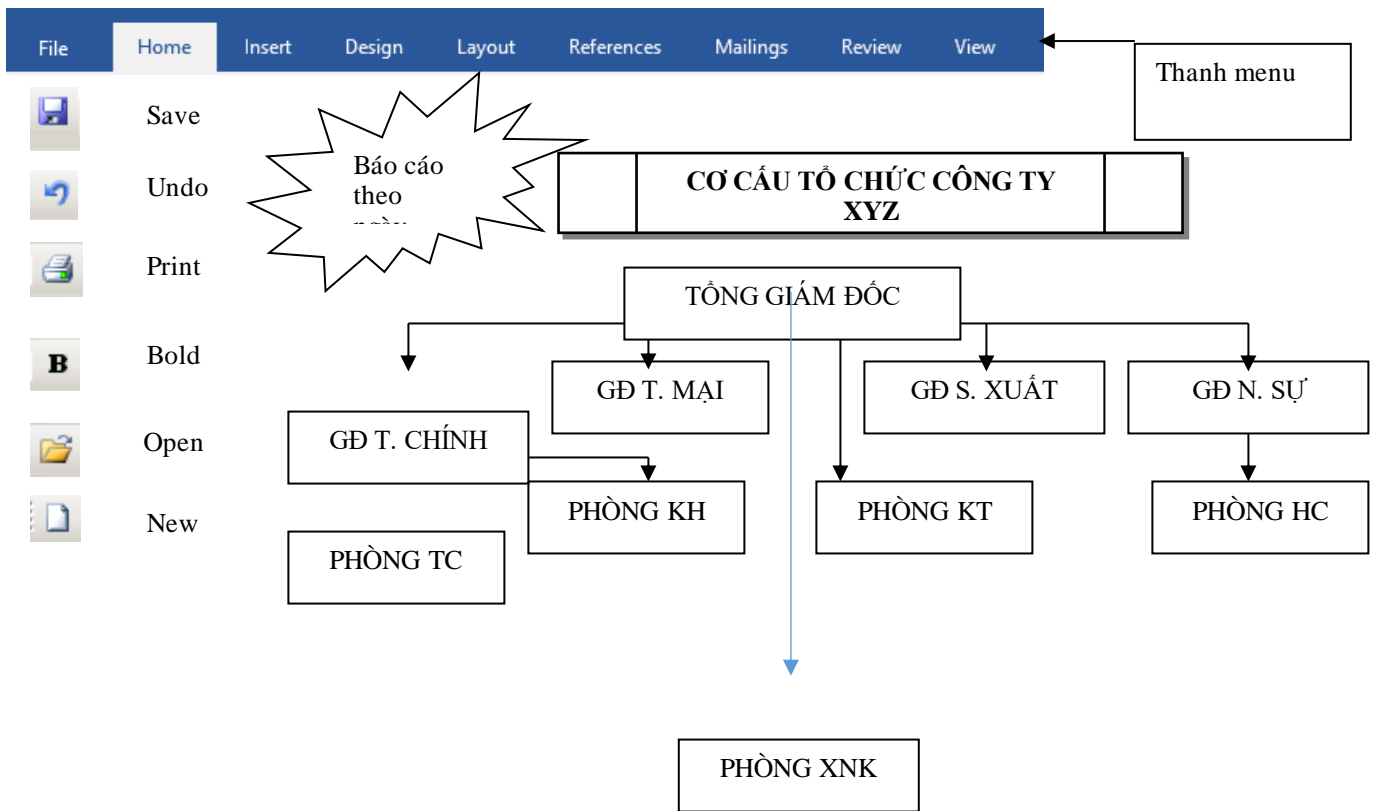 File Home Insert Design Layout References Mailings Review View
Thanh menu
Save
Báo cáo
theo
CƠ CẤU TỔ CHỨC CÔNG TY
XYZ
Undo
Print
TỔNG GIÁM ĐỐC
Bold
GĐ T. MẠI
GĐ S. XUẤT
GĐ N. SỰ
B
Open
GĐ T. CHÍNH
New
PHÒNG KH
PHÒNG KT
PHÒNG HC
PHÒNG TC
PHÒNG XNK